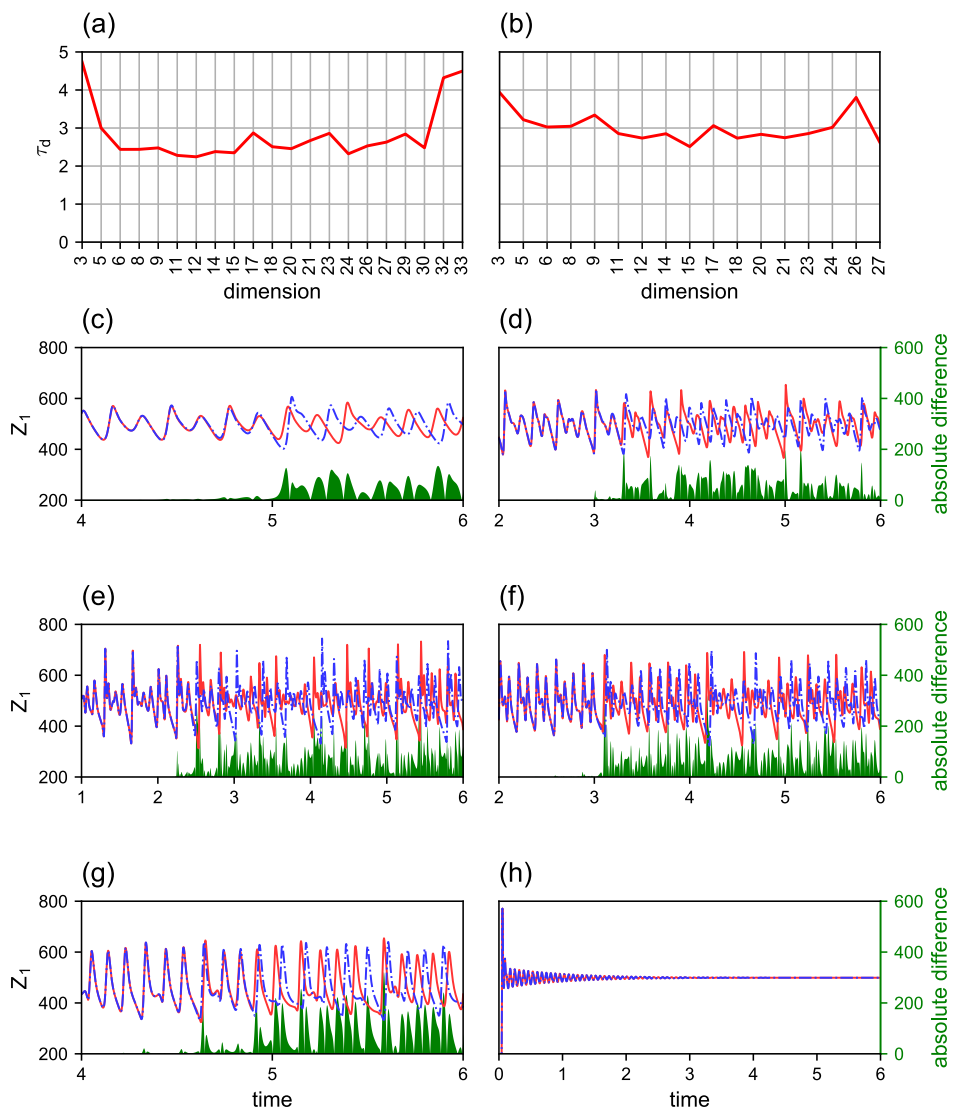 (a)
(b)
5
4
3
2
1
0
τd
3 5 6 8 9 11 12 14 15 17 18 20 21 23 24 26 27 29 30 32 33
dimension
3 5 6 8 9 11 12 14 15 17 18 20 21 23 24 26 27
dimension
(c)
(d)
800
600
400
200
Z1
4 5 6
2 3 4 5 6
600
400
200
0
absolute difference
(e)
(f)
800
600
400
200
Z1
1 2 3 4 5 6
2 3 4 5 6
600
400
200
0
absolute difference
(g)
(h)
800
600
400
200
Z1
4 5 6
time
0 1 2 3 4 5 6
time
600
400
200
0
absolute difference